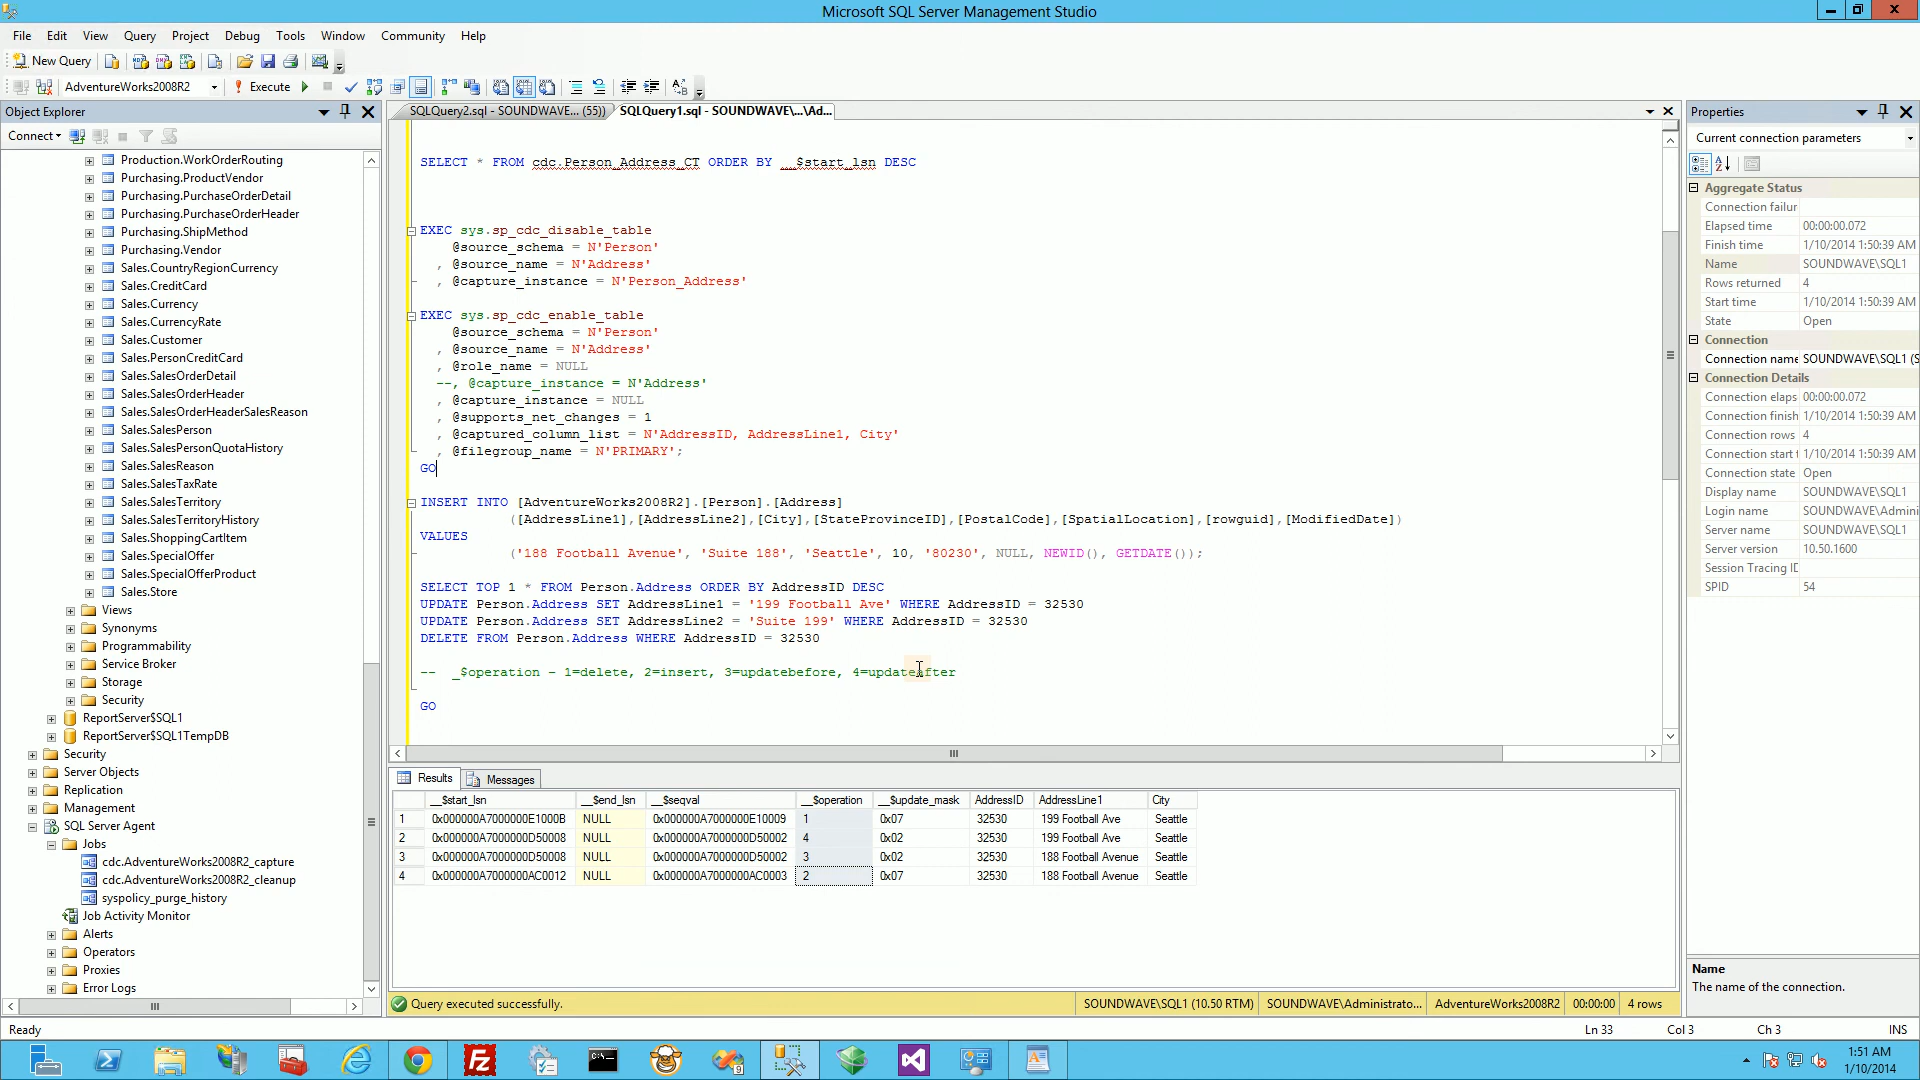 Microsoft SQL Server Management Studio
File Edit View Query Project Debug Tools Window Community Help
New Query
AdventureWorks2008R2 Execute
Object Explorer
Connect
Production.WorkOrderRouting
Purchasing.ProductVendor
Purchasing.PurchaseOrderDetail
Purchasing.PurchaseOrderHeader
Purchasing.ShipMethod
Purchasing.Vendor
Sales.CountryRegionCurrency
Sales.CreditCard
Sales.Currency
Sales.CurrencyRate
Sales.Customer
Sales.PersonCreditCard
Sales.SalesOrderDetail
Sales.SalesOrderHeader
Sales.SalesOrderHeaderSalesReason
Sales.SalesPerson
Sales.SalesPersonQuotaHistory
Sales.SalesReason
Sales.SalesTaxRate
Sales.SalesTerritory
Sales.SalesTerritoryHistory
Sales.ShoppingCartItem
Sales.SpecialOffer
Sales.SpecialOfferProduct
Sales.Store
Views
Synonyms
Programmability
Service Broker
Storage
Security
ReportServer$SQL1
ReportServer$SQL1TempDB
Security
Server Objects
Replication
Management
SQL Server Agent
Jobs
cdc.AdventureWorks2008R2_capture
cdc.AdventureWorks2008R2_cleanup
syspolicy_purge_history
Job Activity Monitor
Alerts
Operators
Proxies
Error Logs
SQLQuery2.sql - SOUNDWAVE... (55)) SQLQuery1.sql - SOUNDWAVE\...\Ad...
SELECT * FROM cdc.Person_Address_CT ORDER BY __$start_lsn DESC
EXEC sys.sp_cdc_disable_table
@source_schema = N'Person'
, @source_name = N'Address'
, @capture_instance = N'Person_Address'
EXEC sys.sp_cdc_enable_table
@source_schema = N'Person'
, @source_name = N'Address'
, @role_name = NULL
--, @capture_instance = N'Address'
, @capture_instance = NULL
, @supports_net_changes = 1
, @captured_column_list = N'AddressID, AddressLine1, City'
, @filegroup_name = N'PRIMARY';
GO
INSERT INTO [AdventureWorks2008R2].[Person].[Address]
([AddressLine1],[AddressLine2],[City],[StateProvinceID],[PostalCode],[SpatialLocation],[rowguid],[ModifiedDate])
VALUES
('188 Football Avenue', 'Suite 188', 'Seattle', 10, '80230', NULL, NEWID(), GETDATE());
SELECT TOP 1 * FROM Person.Address ORDER BY AddressID DESC
UPDATE Person.Address SET AddressLine1 = '199 Football Ave' WHERE AddressID = 32530
UPDATE Person.Address SET AddressLine2 = 'Suite 199' WHERE AddressID = 32530
DELETE FROM Person.Address WHERE AddressID = 32530
-- _$operation - 1=delete, 2=insert, 3=updatebefore, 4=updateafter
GO
Results Messages
__$start_lsn __$end_lsn __$seqval __$operation __$update_mask AddressID AddressLine1 City
1 0x000000A7000000E1000B NULL 0x000000A7000000E10009 1 0x07 32530 199 Football Ave Seattle
2 0x000000A7000000D50008 NULL 0x000000A7000000D50002 4 0x02 32530 199 Football Ave Seattle
3 0x000000A7000000D50008 NULL 0x000000A7000000D50002 3 0x02 32530 188 Football Avenue Seattle
4 0x000000A7000000AC0012 NULL 0x000000A7000000AC0003 2 0x07 32530 188 Football Avenue Seattle
Query executed successfully. SOUNDWAVE\SQL1 (10.50 RTM) SOUNDWAVE\Administrato... AdventureWorks2008R2 00:00:00 4 rows
Properties
Current connection parameters
Aggregate Status
Connection failur
Elapsed time 00:00:00.072
Finish time 1/10/2014 1:50:39 AM
Name SOUNDWAVE\SQL1
Rows returned 4
Start time 1/10/2014 1:50:39 AM
State Open
Connection
Connection name SOUNDWAVE\SQL1 (S
Connection Details
Connection elaps 00:00:00.072
Connection finish 1/10/2014 1:50:39 AM
Connection rows 4
Connection start t 1/10/2014 1:50:39 AM
Connection state Open
Display name SOUNDWAVE\SQL1
Login name SOUNDWAVE\Admini
Server name SOUNDWAVE\SQL1
Server version 10.50.1600
Session Tracing ID
SPID 54
Name
The name of the connection.
Ready Ln 33 Col 3 Ch 3 INS
1:51 AM
1/10/2014